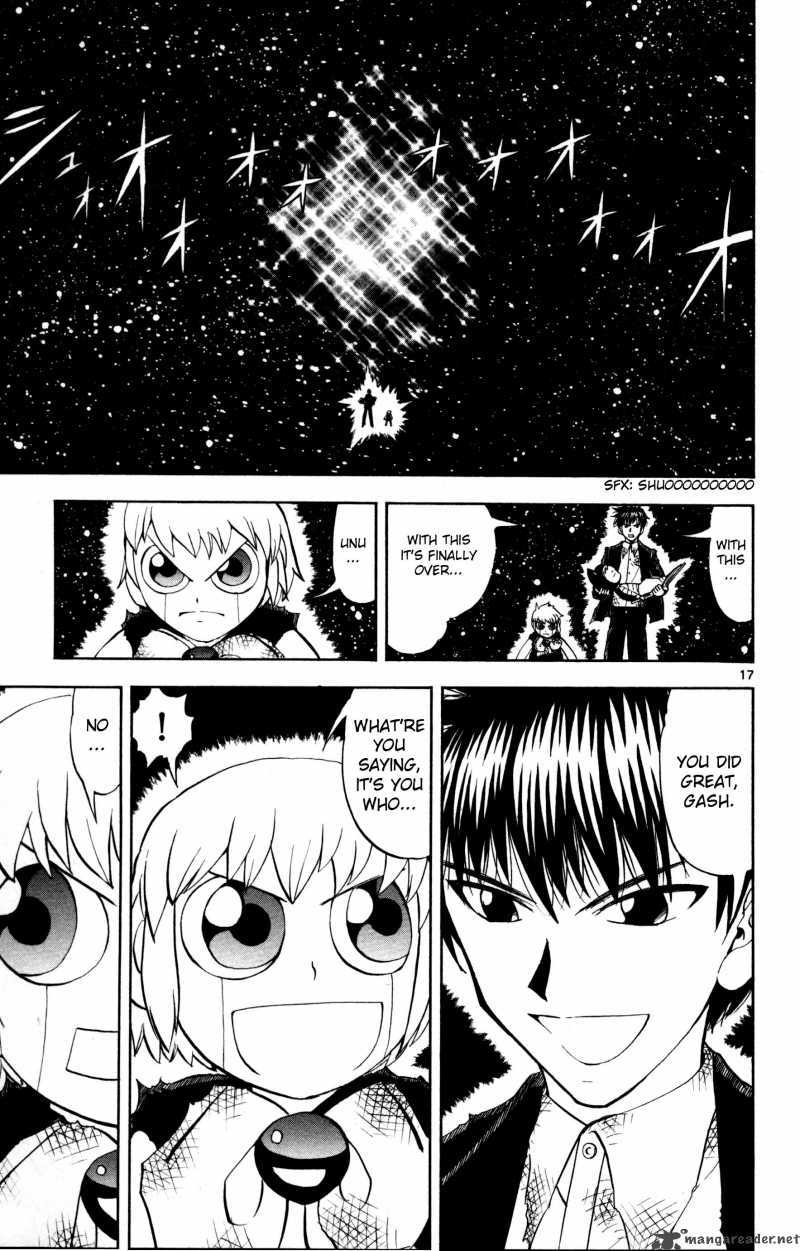 シュオオオオオオオオオオ
SFX: SHUOOOOOOOOOO
WITH
THIS
...
WITH THIS
IT'S FINALLY
OVER...
UNU
...
17
YOU DID
GREAT,
GASH.
WHAT'RE
YOU
SAYING,
IT'S YOU
WHO...
!
NO
...
mangareader.net